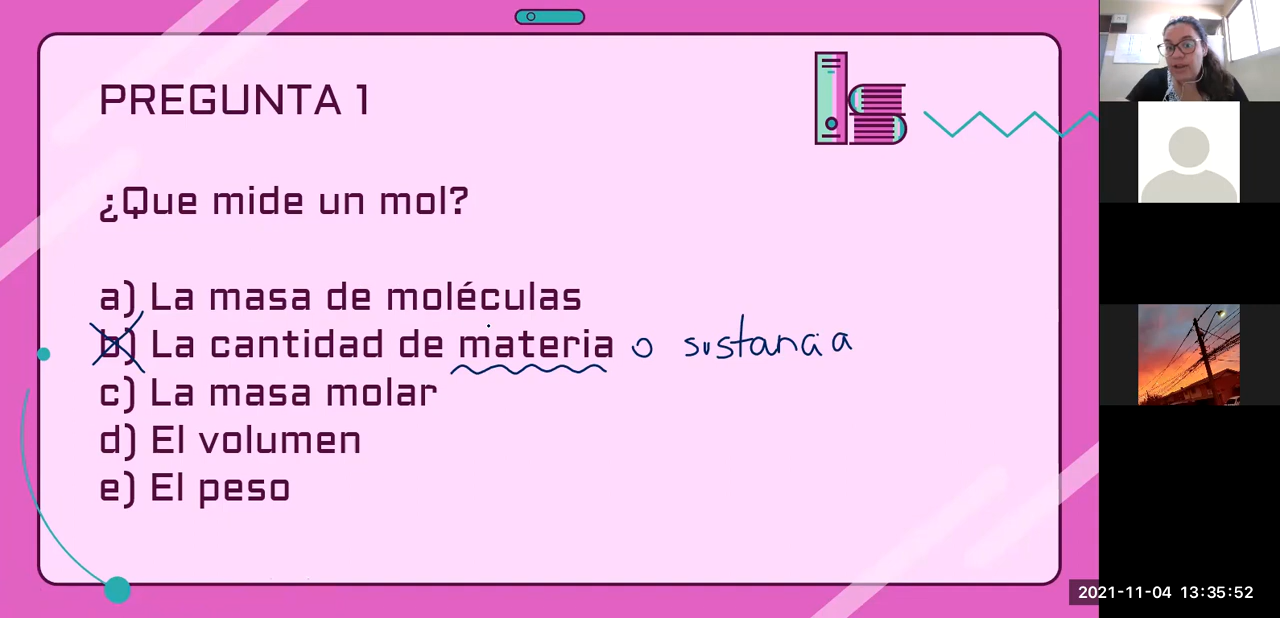 PREGUNTA 1
¿Que mide un mol?
a) La masa de moléculas
b) La cantidad de materia o sustancia
c) La masa molar
d) El volumen
e) El peso
2021-11-04 13:35:52